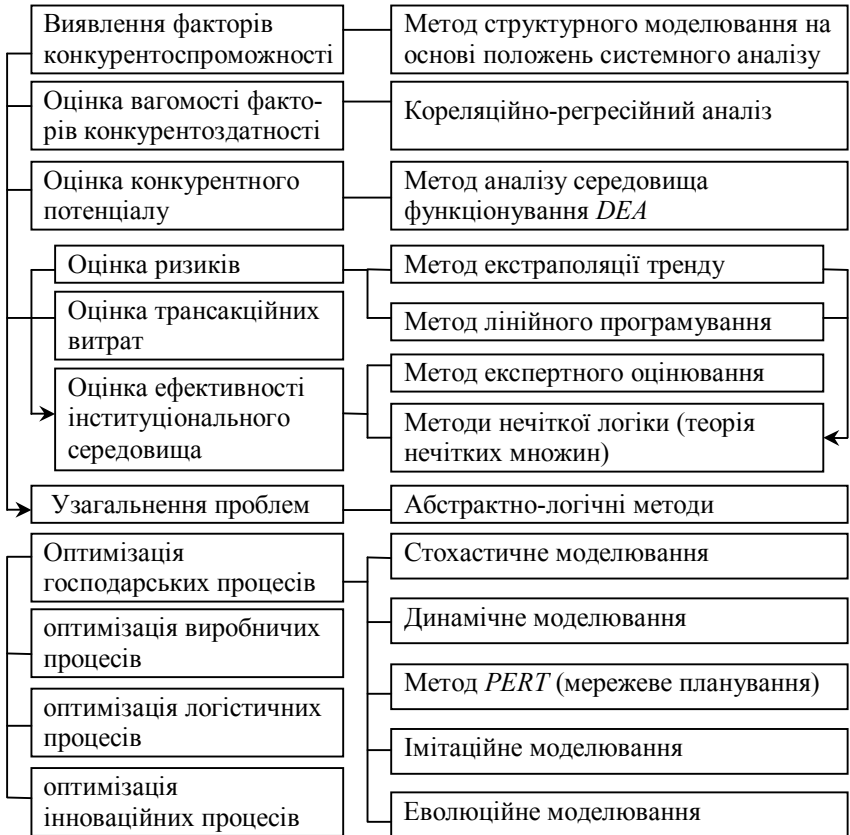 Виявлення факторів
конкурентоспроможності
Метод структурного моделювання на
основі положень системного аналізу
Оцінка вагомості факто-
рів конкурентоздатності
Кореляційно-регресійний аналіз
Оцінка конкурентного
потенціалу
Метод аналізу середовища
функціонування DEA
Оцінка ризиків
Метод екстраполяції тренду
Оцінка трансакційних
витрат
Метод лінійного програмування
Оцінка ефективності
інституціонального
середовища
Метод експертного оцінювання
Методи нечіткої логіки (теорія
нечітких множин)
Узагальнення проблем
Абстрактно-логічні методи
Оптимізація
господарських процесів
Стохастичне моделювання
оптимізація виробничих
процесів
Динамічне моделювання
оптимізація логістичних
процесів
Метод PERT (мережеве планування)
Імітаційне моделювання
оптимізація
інноваційних процесів
Еволюційне моделювання